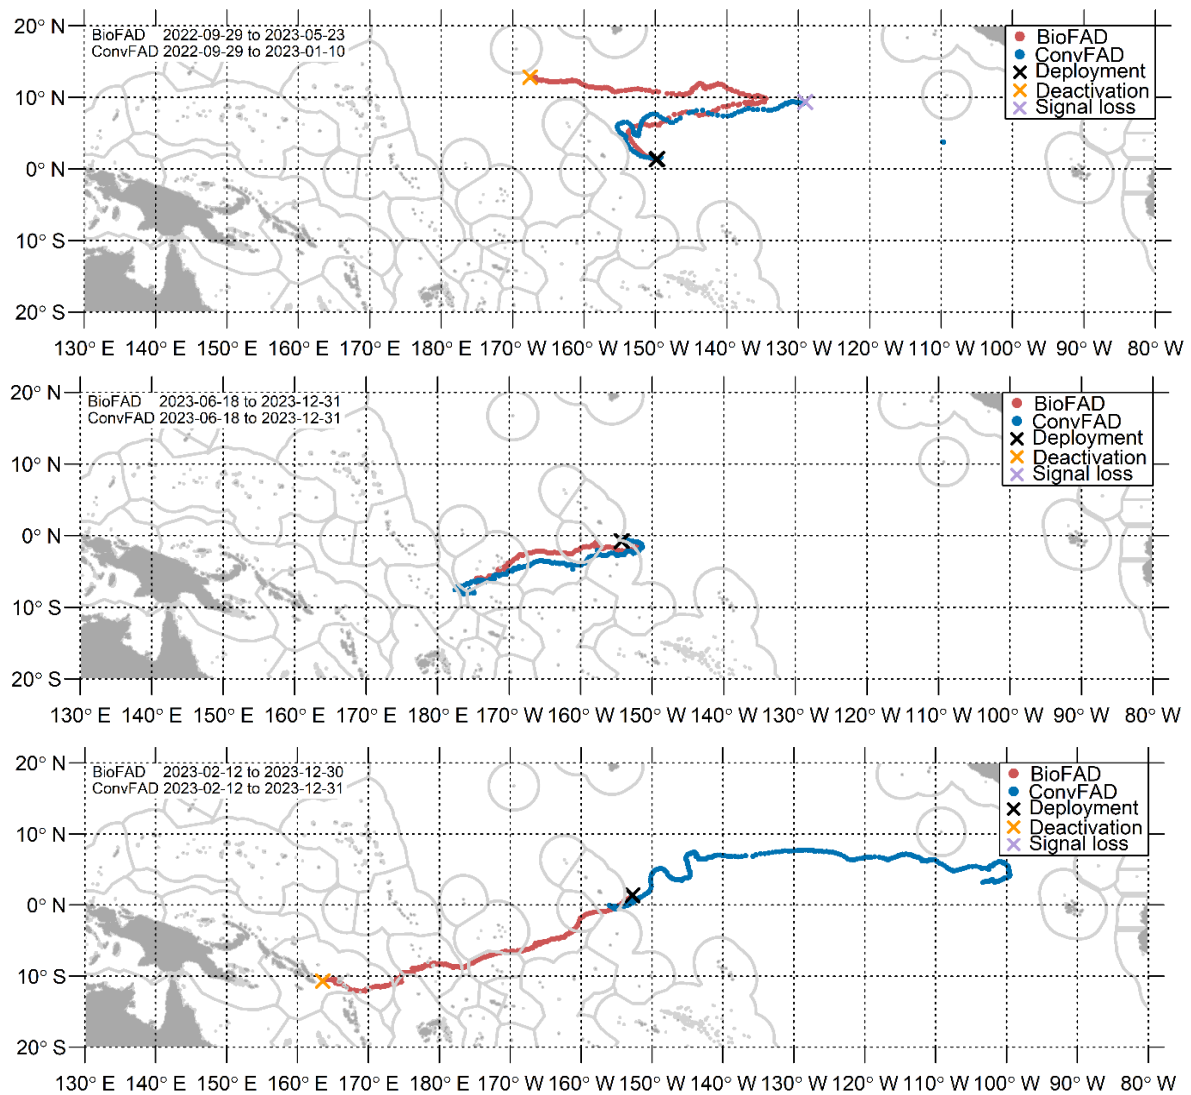 20° N
BioFAD 2022-09-29 to 2023-05-23
ConvFAD 2022-09-29 to 2023-01-10
BioFAD
ConvFAD
Deployment
Deactivation
Signal loss
10° N
0° N
10° S
20° S
130° E 140° E 150° E 160° E 170° E 180° E 170° W 160° W 150° W 140° W 130° W 120° W 110° W 100° W 90° W 80° W
20° N
BioFAD 2023-06-18 to 2023-12-31
ConvFAD 2023-06-18 to 2023-12-31
BioFAD
ConvFAD
Deployment
Deactivation
Signal loss
10° N
0° N
10° S
20° S
130° E 140° E 150° E 160° E 170° E 180° E 170° W 160° W 150° W 140° W 130° W 120° W 110° W 100° W 90° W 80° W
20° N
BioFAD 2023-02-12 to 2023-12-30
ConvFAD 2023-02-12 to 2023-12-31
BioFAD
ConvFAD
Deployment
Deactivation
Signal loss
10° N
0° N
10° S
20° S
130° E 140° E 150° E 160° E 170° E 180° E 170° W 160° W 150° W 140° W 130° W 120° W 110° W 100° W 90° W 80° W